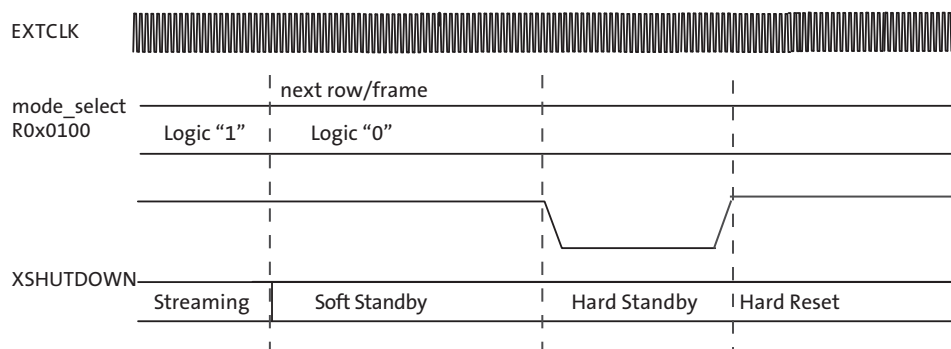 EXTCLK
next row/frame
mode_select
R0x0100
Logic “1”
Logic “0”
XSHUTDOWN
Streaming
Soft Standby
Hard Standby
Hard Reset